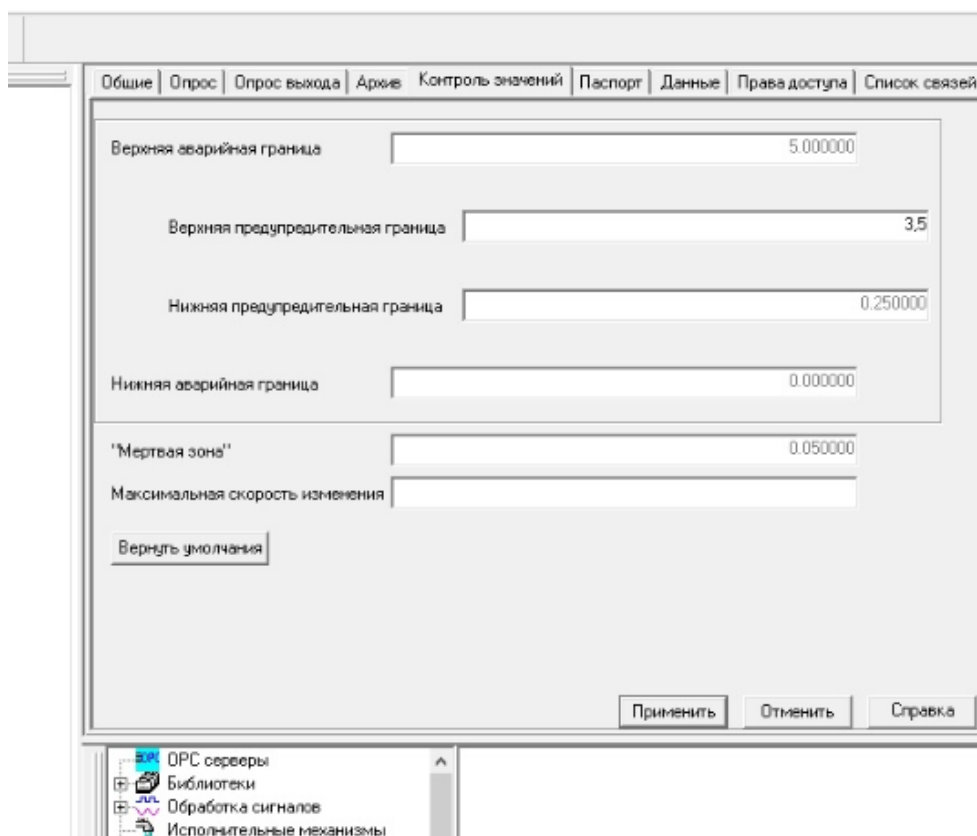 Общие Опрос Опрос выхода Архив Контроль значений Паспорт Данные Права доступа Список связей
Верхняя аварийная граница 5.000000
Верхняя предупредительная граница 3,5
Нижняя предупредительная граница 0.250000
Нижняя аварийная граница 0.000000
"Мертвая зона" 0.050000
Максимальная скорость изменения
Вернуть умолчания
Применить Отменить Справка
OPC OPC серверы
Библиотеки
Обработка сигналов
Исполнительные механизмы